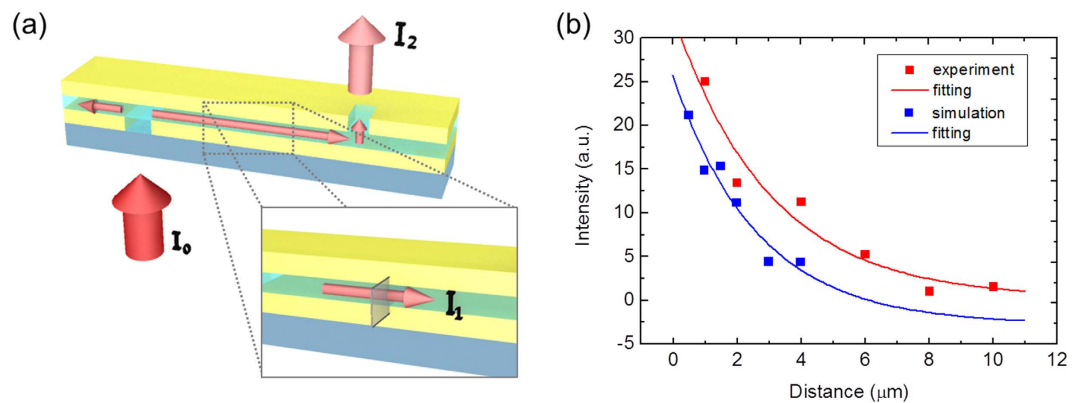 (a)
I₂
I₀
I₁
(b)
30
25
20
15
10
5
0
-5
Intensity (a.u.)
experiment
fitting
simulation
fitting
0 2 4 6 8 10 12
Distance (μm)